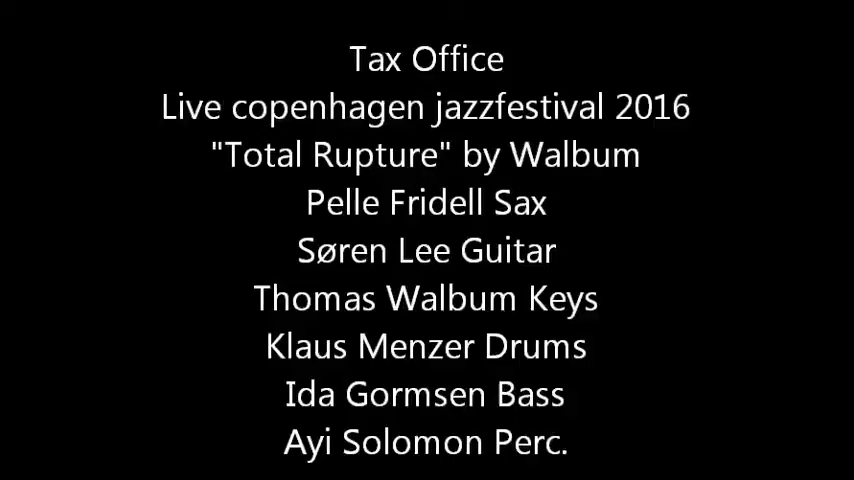 Tax Office
Live copenhagen jazzfestival 2016
"Total Rupture" by Walbum
Pelle Fridell Sax
Søren Lee Guitar
Thomas Walbum Keys
Klaus Menzer Drums
Ida Gormsen Bass
Ayi Solomon Perc.